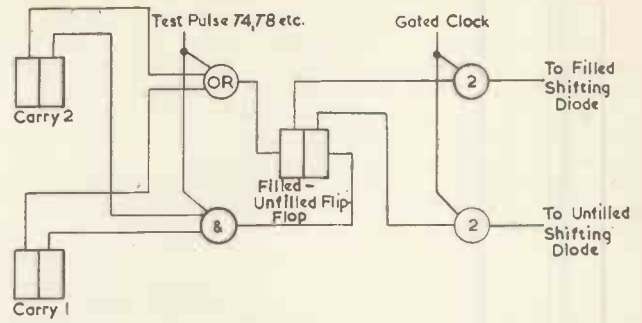 Test Pulse T4,T8 etc.
Gated Clock
OR
2
To Filled
Shifting
Diode
Carry 2
Filled -
Unfilled Flip
Flop
&
2
To Unfilled
Shifting
Diode
Carry 1